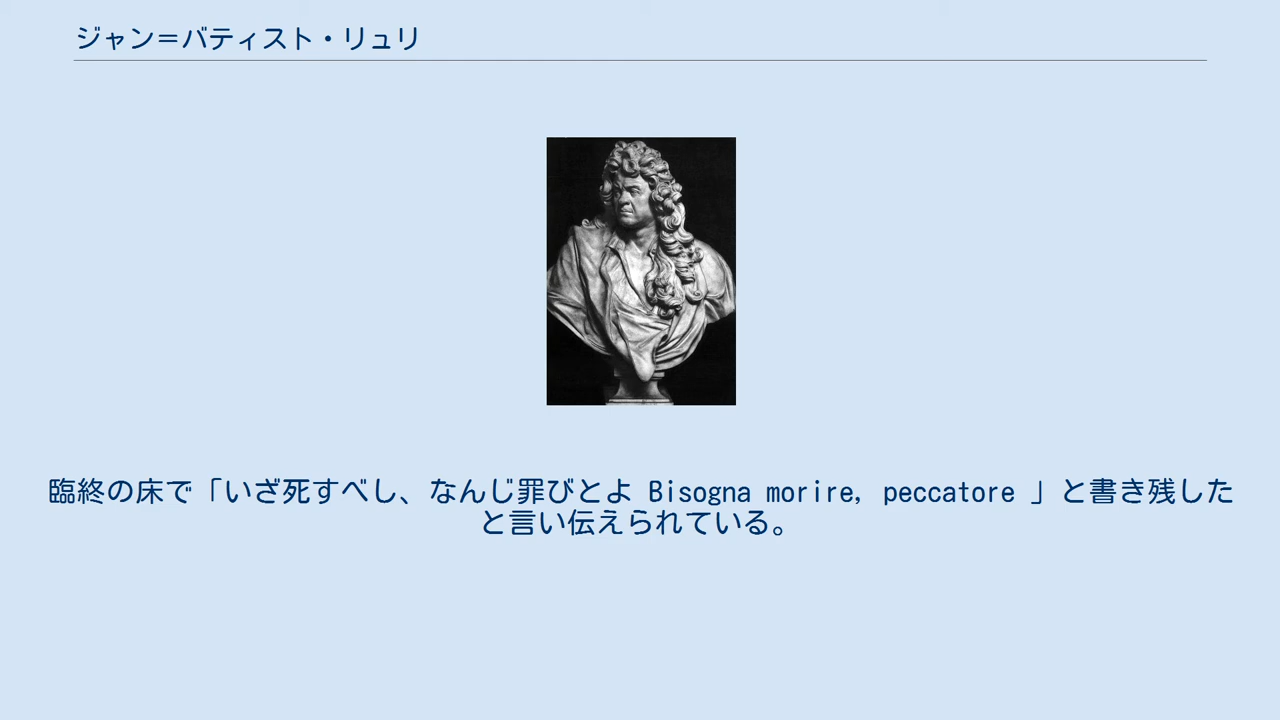 ジャン＝バティスト・リュリ
臨終の床で「いざ死すべし、なんじ罪びとよ Bisogna morire, peccatore 」と書き残した
と言い伝えられている。